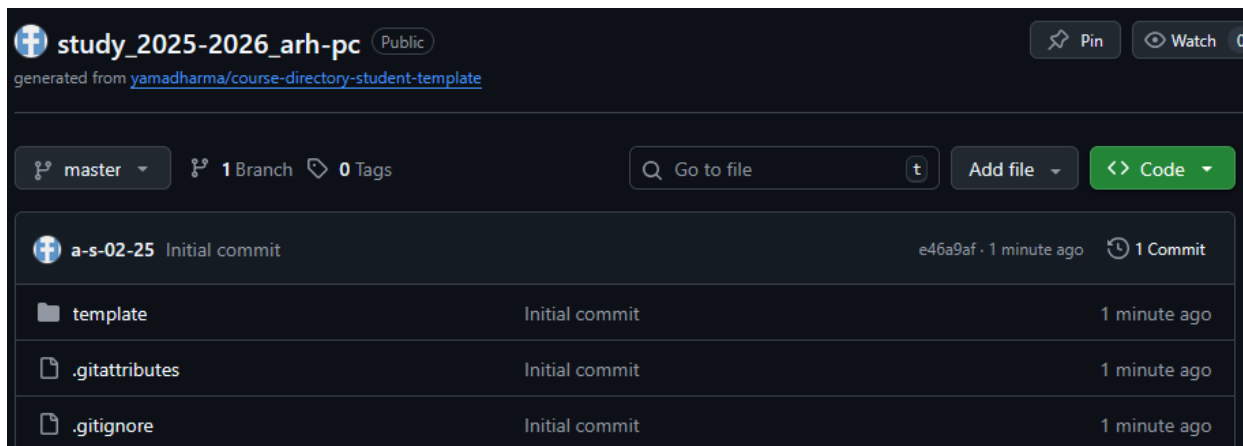 study_2025-2026_arh-pc Public Pin Watch 0
generated from yamadharma/course-directory-student-template
master 1 Branch 0 Tags Go to file t Add file Code
a-s-02-25 Initial commit e46a9af · 1 minute ago 1 Commit
template Initial commit 1 minute ago
.gitattributes Initial commit 1 minute ago
.gitignore Initial commit 1 minute ago